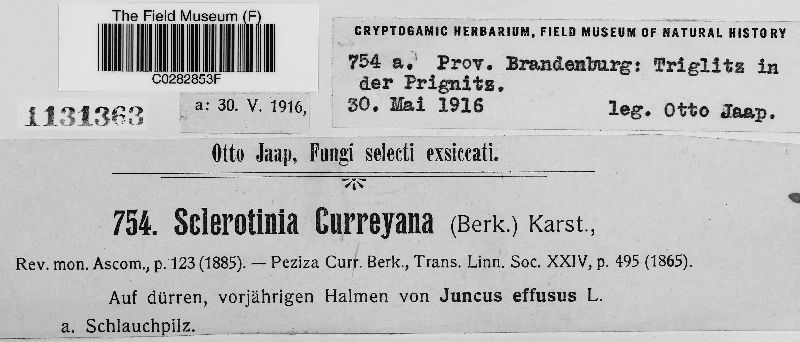 The Field Museum (F)
C0282853F
1131363
a: 30. V. 1916,
CRYPTOGAMIC HERBARIUM, FIELD MUSEUM OF NATURAL HISTORY
754 a. Prov. Brandenburg: Triglitz in
der Prignitz.
30. Mai 1916 leg. Otto Jaap.
Otto Jaap, Fungi selecti exsiccati.
754. Sclerotinia Curreyana (Berk.) Karst.,
Rev. mon. Ascom., p. 123 (1885). — Peziza Curr. Berk., Trans. Linn. Soc. XXIV, p. 495 (1865).
Auf dürren, vorjährigen Halmen von Juncus effusus L.
a. Schlauchpilz.